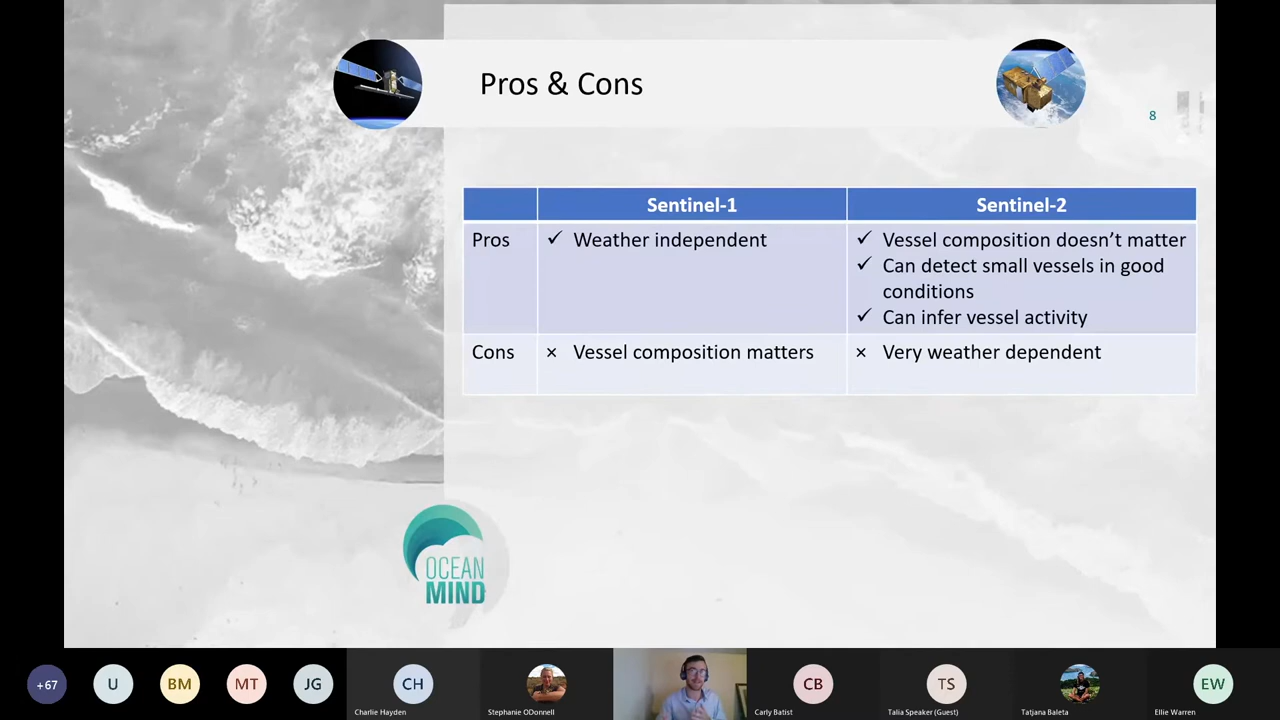 Pros & Cons
8
Sentinel-1
Sentinel-2
Pros
✓ Weather independent
✓ Vessel composition doesn’t matter
✓ Can detect small vessels in good
conditions
✓ Can infer vessel activity
Cons
× Vessel composition matters
× Very weather dependent
OCEAN
MIND
+67
U
BM
MT
JG
CH
CB
TS
EW
Charlie Hayden
Stephanie ODonnell
Carly Batist
Talia Speaker (Guest)
Tatjana Baleta
Ellie Warren